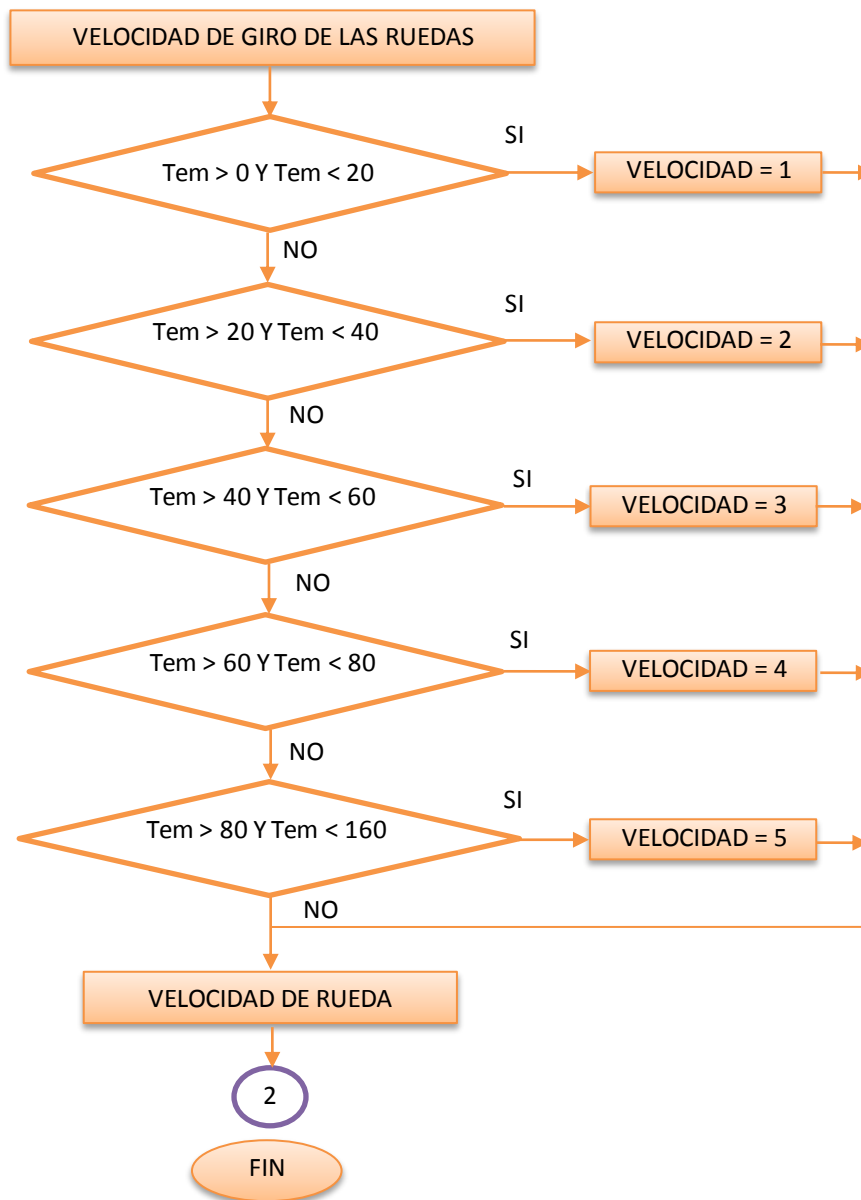 VELOCIDAD DE GIRO DE LAS RUEDAS
SI
Tem > 0 Y Tem < 20
VELOCIDAD = 1
NO
SI
Tem > 20 Y Tem < 40
VELOCIDAD = 2
NO
SI
Tem > 40 Y Tem < 60
VELOCIDAD = 3
NO
SI
Tem > 60 Y Tem < 80
VELOCIDAD = 4
NO
SI
Tem > 80 Y Tem < 160
VELOCIDAD = 5
NO
VELOCIDAD DE RUEDA
2
FIN